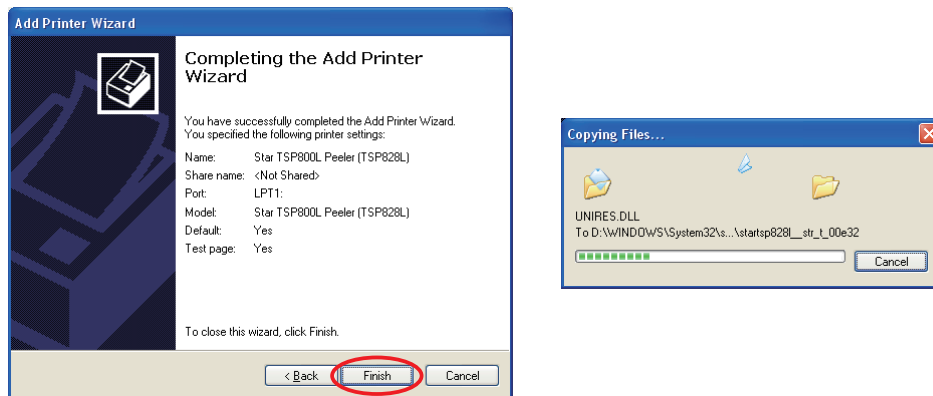 Add Printer Wizard
Completing the Add Printer
Wizard
You have successfully completed the Add Printer Wizard.
You specified the following printer settings:
Name: Star TSP800L Peeler (TSP828L)
Share name: <Not Shared>
Port: LPT1:
Model: Star TSP800L Peeler (TSP828L)
Default: Yes
Test page: Yes
To close this wizard, click Finish.
< Back Finish Cancel
Copying Files...
UNIRES.DLL
To D:\WINDOWS\System32\s...\startsp828l__str_t_00e32
Cancel